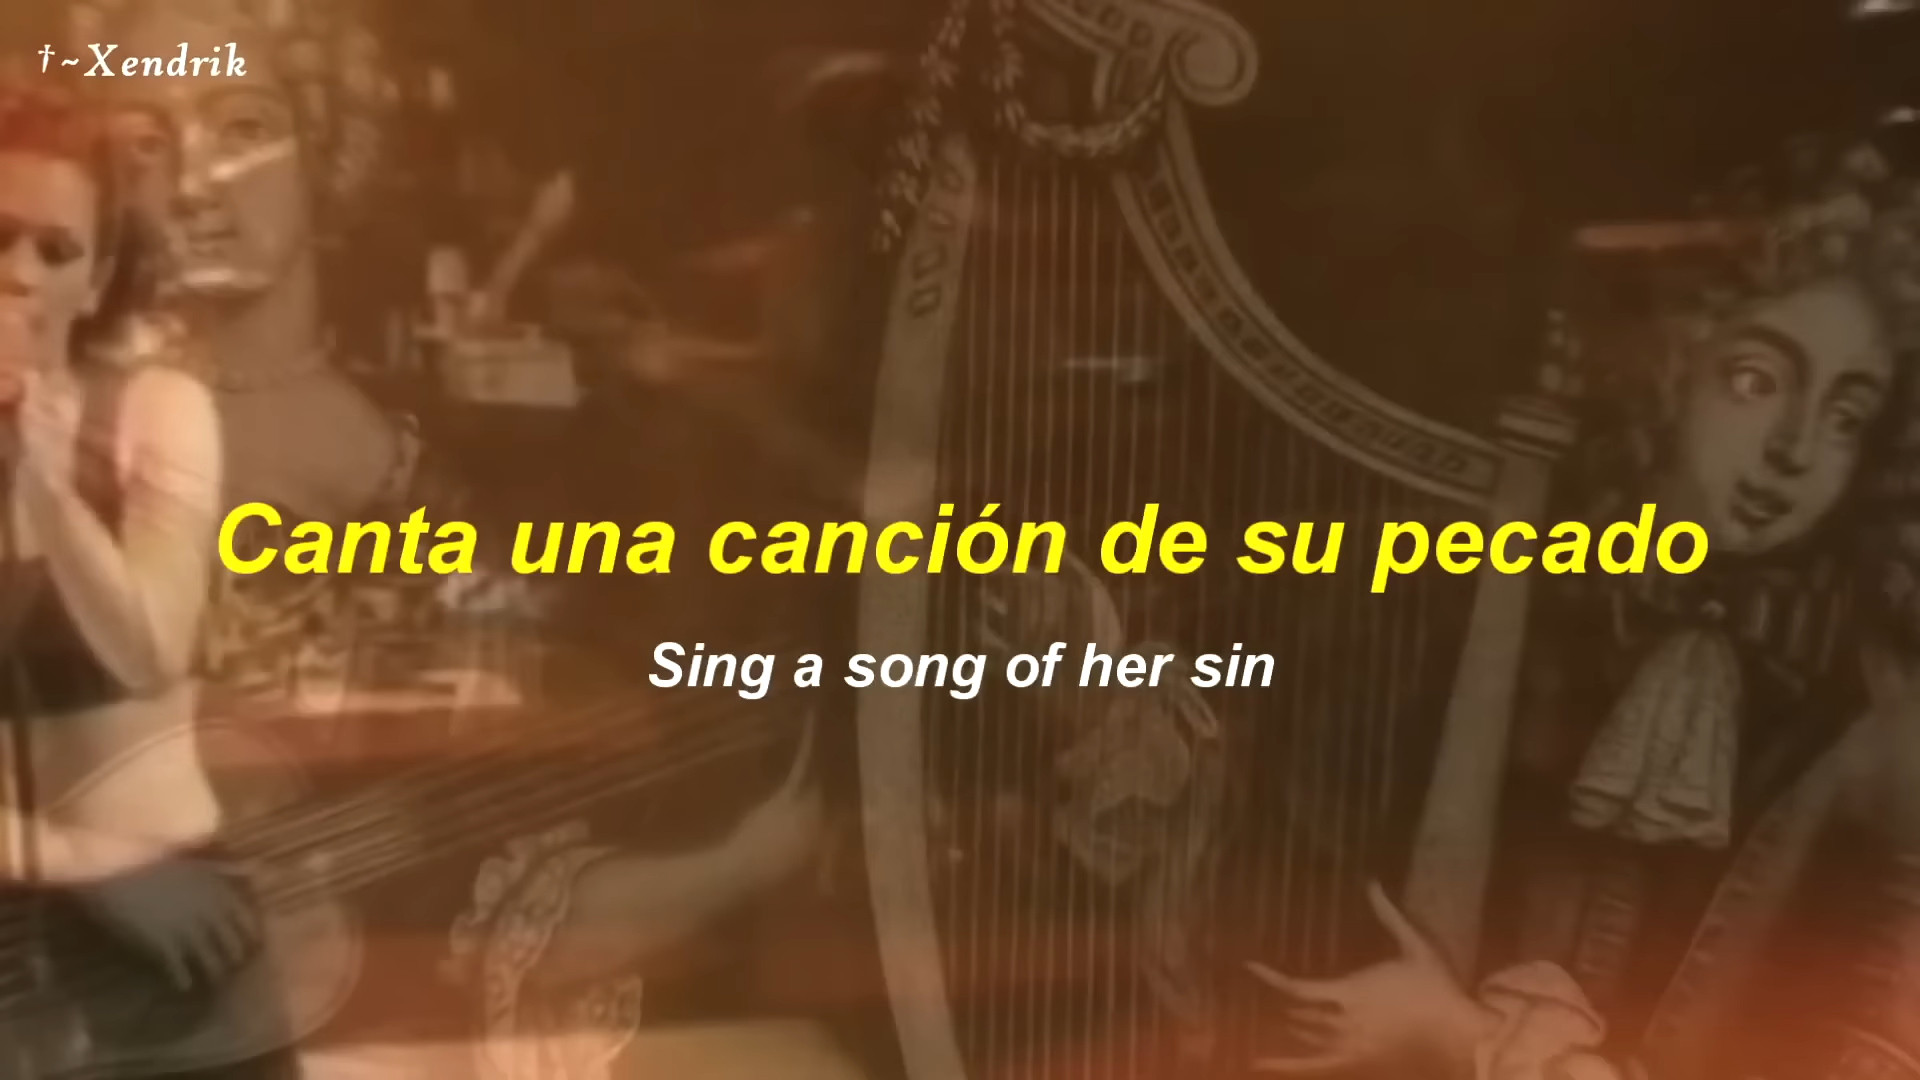 †~Xendrik
Canta una canción de su pecado
Sing a song of her sin